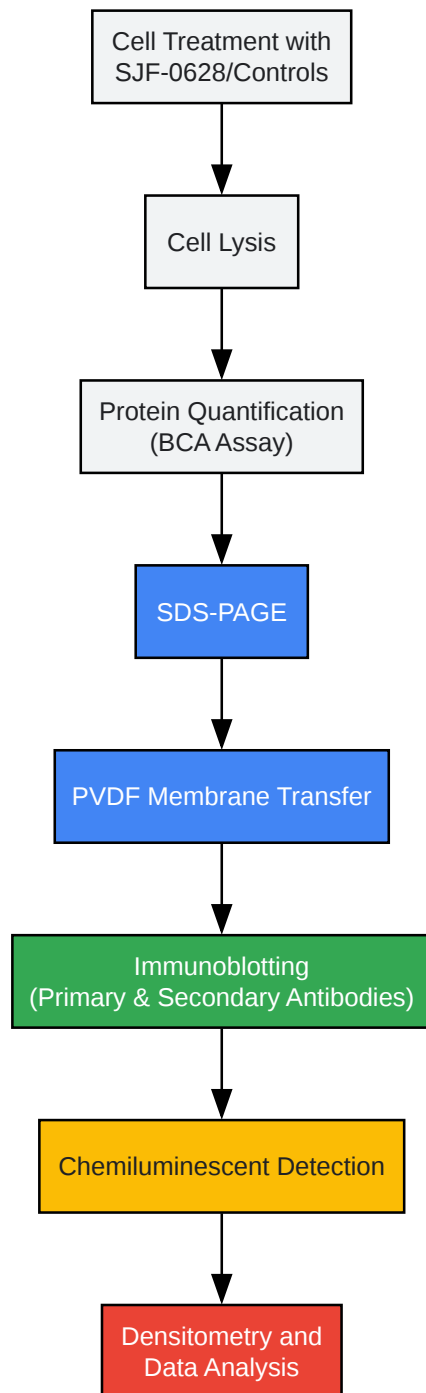 Cell Treatment with
SJF-0628/Controls
Cell Lysis
Protein Quantification
(BCA Assay)
SDS-PAGE
PVDF Membrane Transfer
Immunoblotting
(Primary & Secondary Antibodies)
Chemiluminescent Detection
Densitometry and
Data Analysis